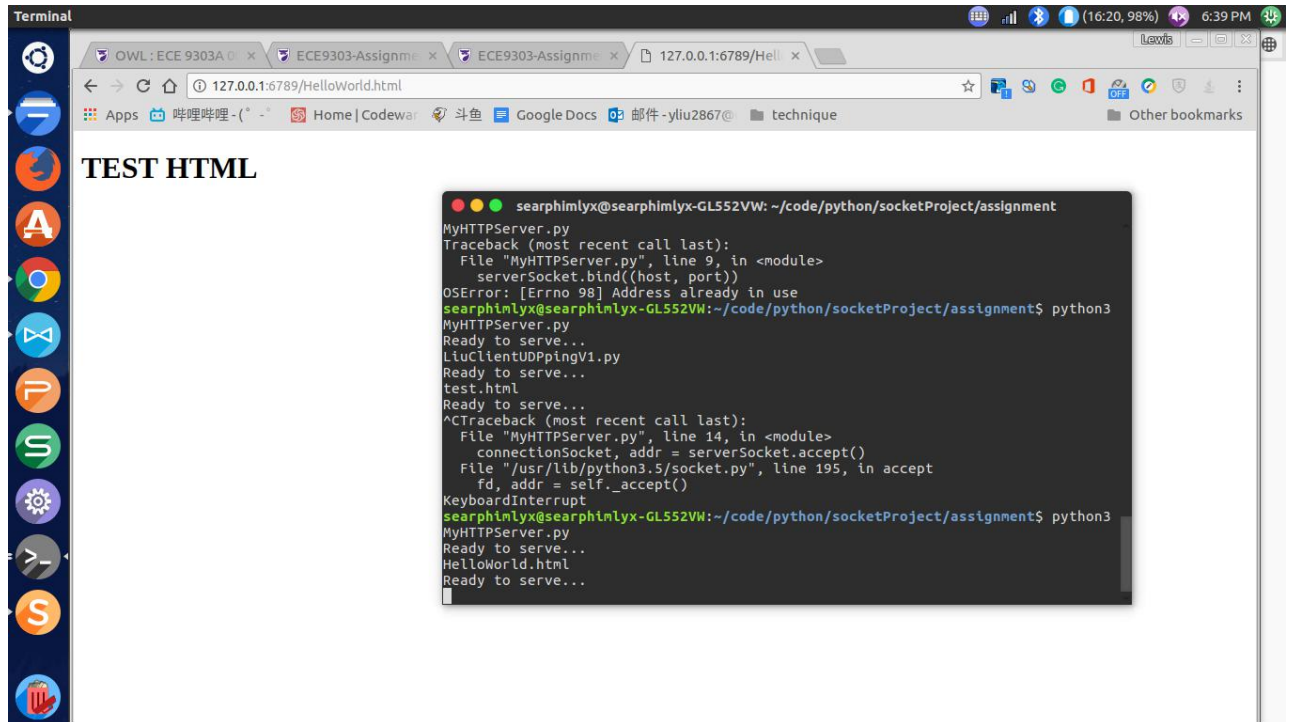 Terminal
(16:20, 98%) 6:39 PM
OWL : ECE 9303A 0
ECE9303-Assignme
ECE9303-Assignme
127.0.0.1:6789/Hell
Lewis
127.0.0.1:6789/HelloWorld.html
OFF
Apps 哔哩哔哩 - (゜-゜ Home | Codewar 斗鱼 Google Docs 邮件 - yliu2867@ technique Other bookmarks
TEST HTML
searphimlyx@searphimlyx-GL552VW: ~/code/python/socketProject/assignment
MyHTTPServer.py
Traceback (most recent call last):
  File "MyHTTPServer.py", line 9, in <module>
    serverSocket.bind((host, port))
OSError: [Errno 98] Address already in use
searphimlyx@searphimlyx-GL552VW:~/code/python/socketProject/assignment$ python3
MyHTTPServer.py
Ready to serve...
LiuClientUDPpingV1.py
Ready to serve...
test.html
Ready to serve...
^CTraceback (most recent call last):
  File "MyHTTPServer.py", line 14, in <module>
    connectionSocket, addr = serverSocket.accept()
  File "/usr/lib/python3.5/socket.py", line 195, in accept
    fd, addr = self._accept()
KeyboardInterrupt
searphimlyx@searphimlyx-GL552VW:~/code/python/socketProject/assignment$ python3
MyHTTPServer.py
Ready to serve...
HelloWorld.html
Ready to serve...